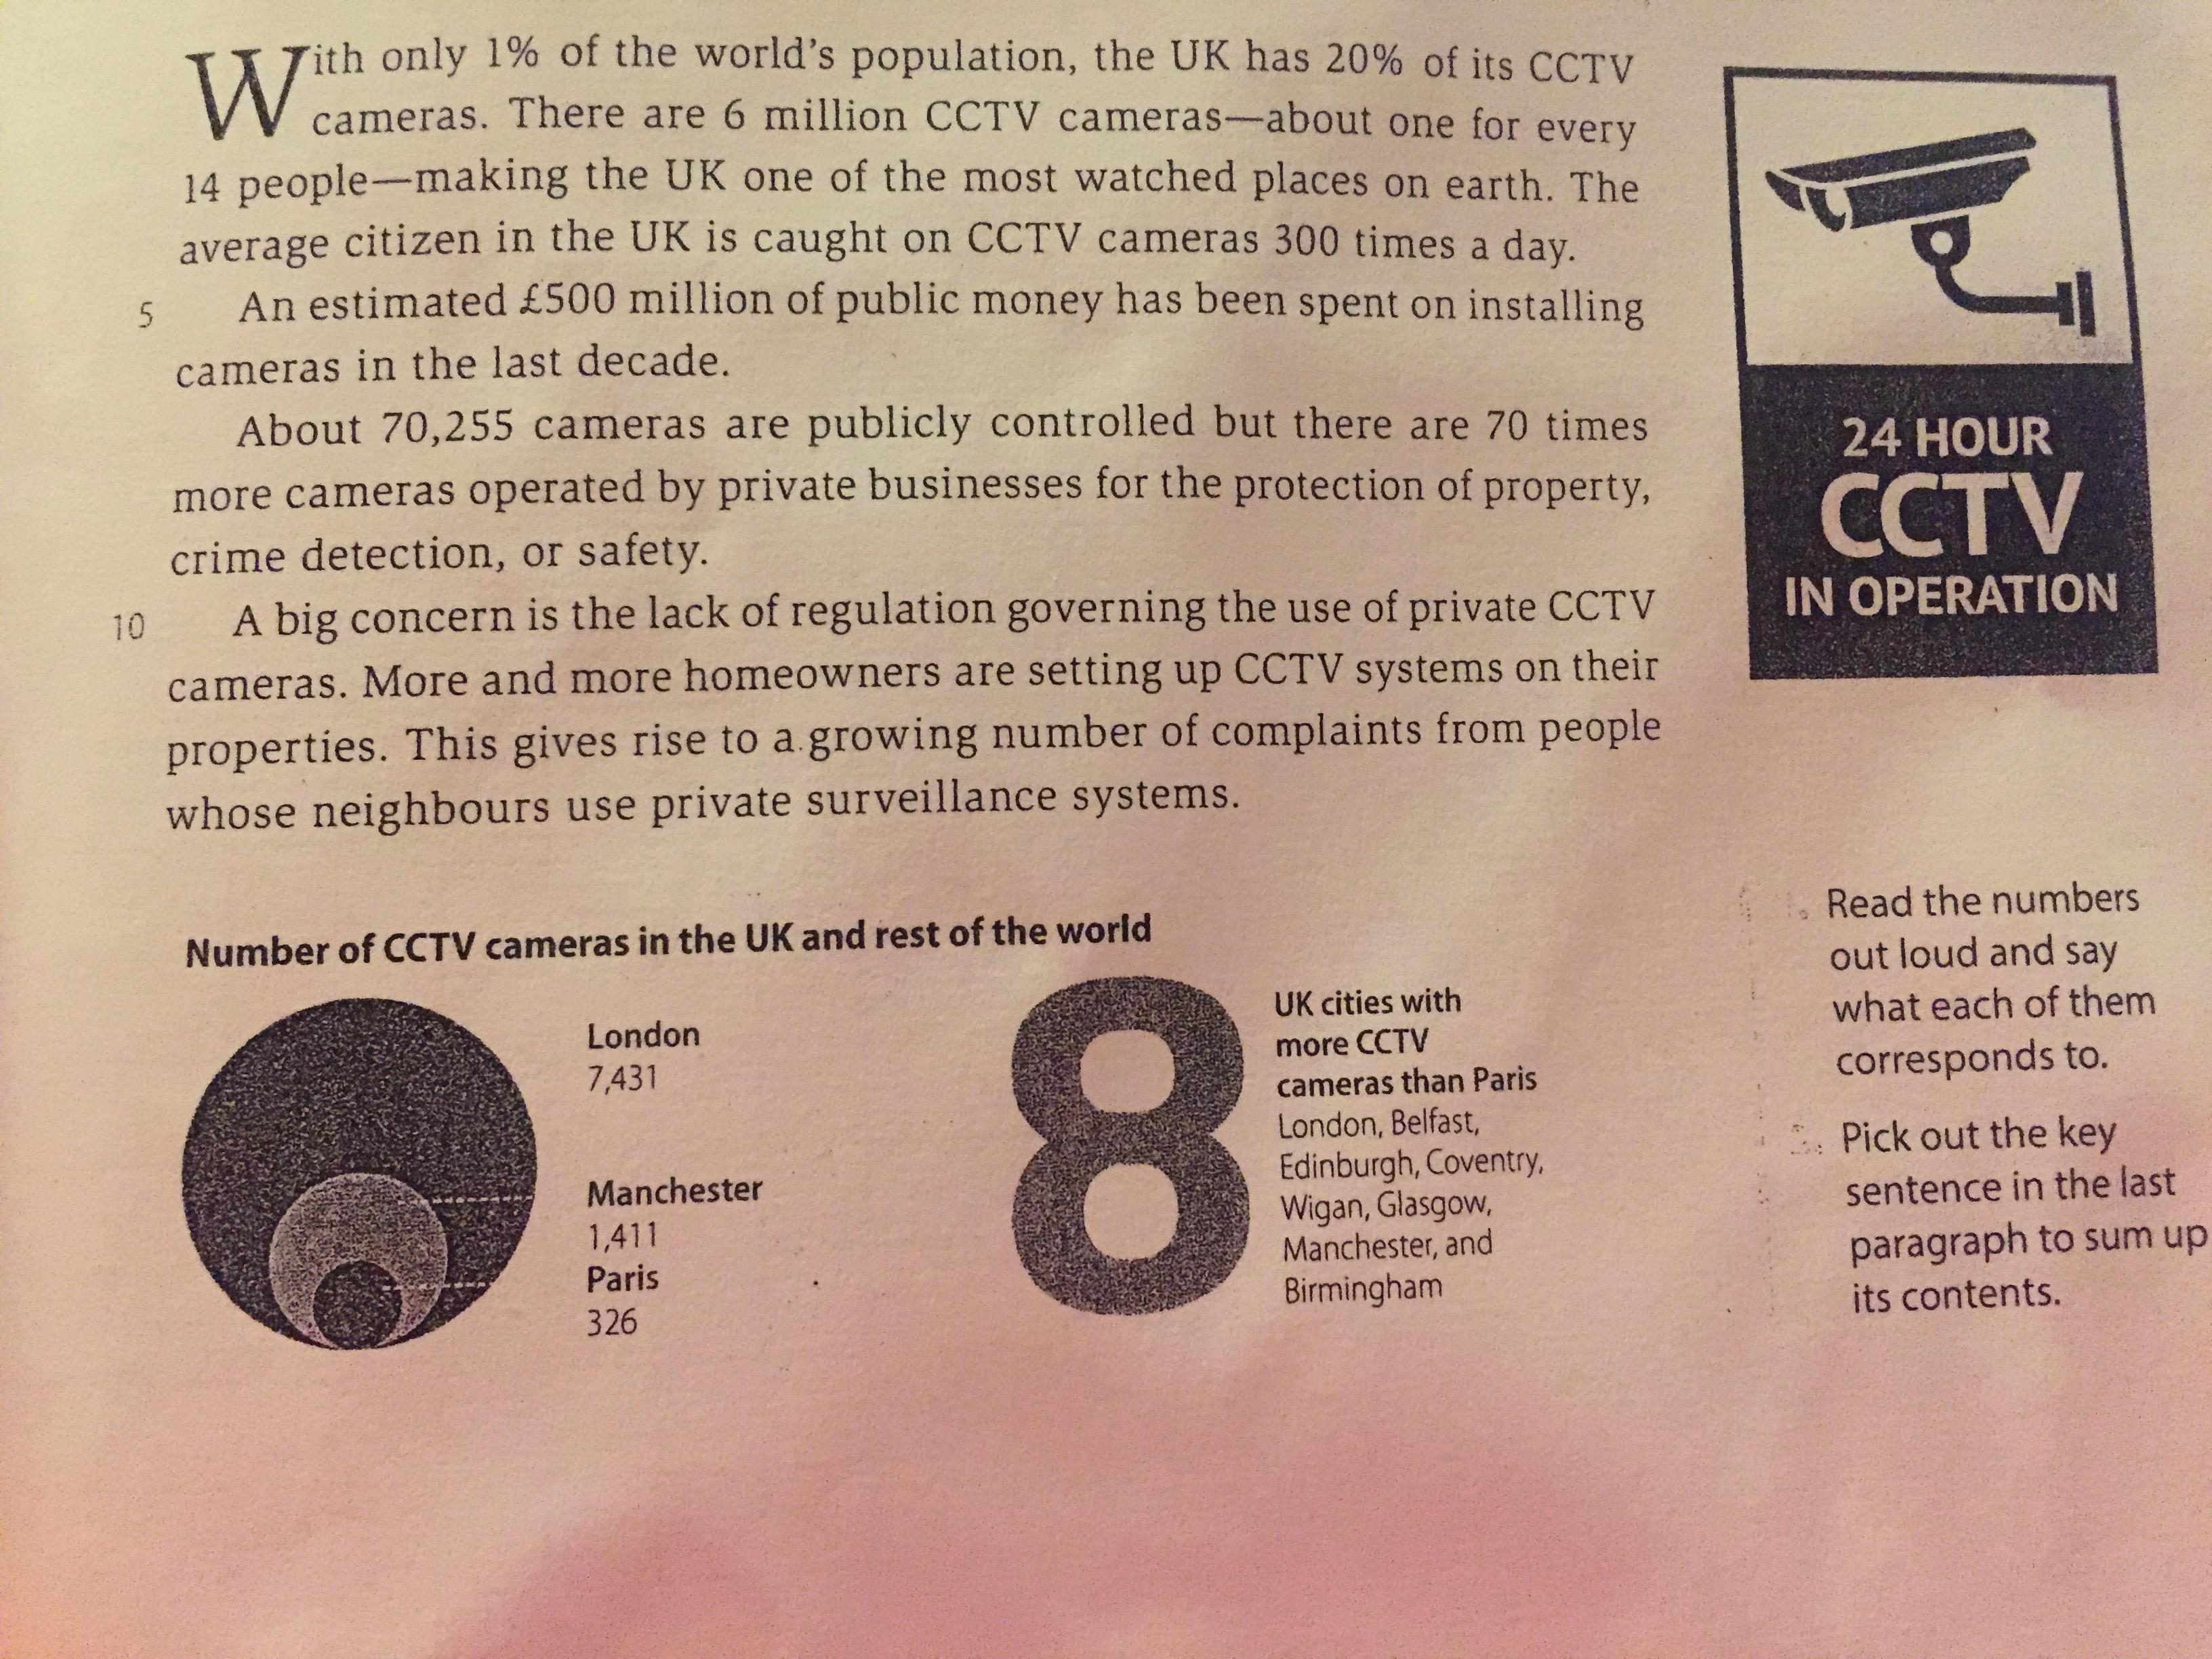 With only 1% of the world's population, the UK has 20% of its CCTV
cameras. There are 6 million CCTV cameras—about one for every
14 people—making the UK one of the most watched places on earth. The
average citizen in the UK is caught on CCTV cameras 300 times a day.
5 An estimated £500 million of public money has been spent on installing
cameras in the last decade.
About 70,255 cameras are publicly controlled but there are 70 times
more cameras operated by private businesses for the protection of property,
crime detection, or safety.
10 A big concern is the lack of regulation governing the use of private CCTV
cameras. More and more homeowners are setting up CCTV systems on their
properties. This gives rise to a growing number of complaints from people
whose neighbours use private surveillance systems.
24 HOUR
CCTV
IN OPERATION
Number of CCTV cameras in the UK and rest of the world
London
7,431
Manchester
1,411
Paris
326
8
UK cities with
more CCTV
cameras than Paris
London, Belfast,
Edinburgh, Coventry,
Wigan, Glasgow,
Manchester, and
Birmingham
Read the numbers
out loud and say
what each of them
corresponds to.
Pick out the key
sentence in the last
paragraph to sum up
its contents.